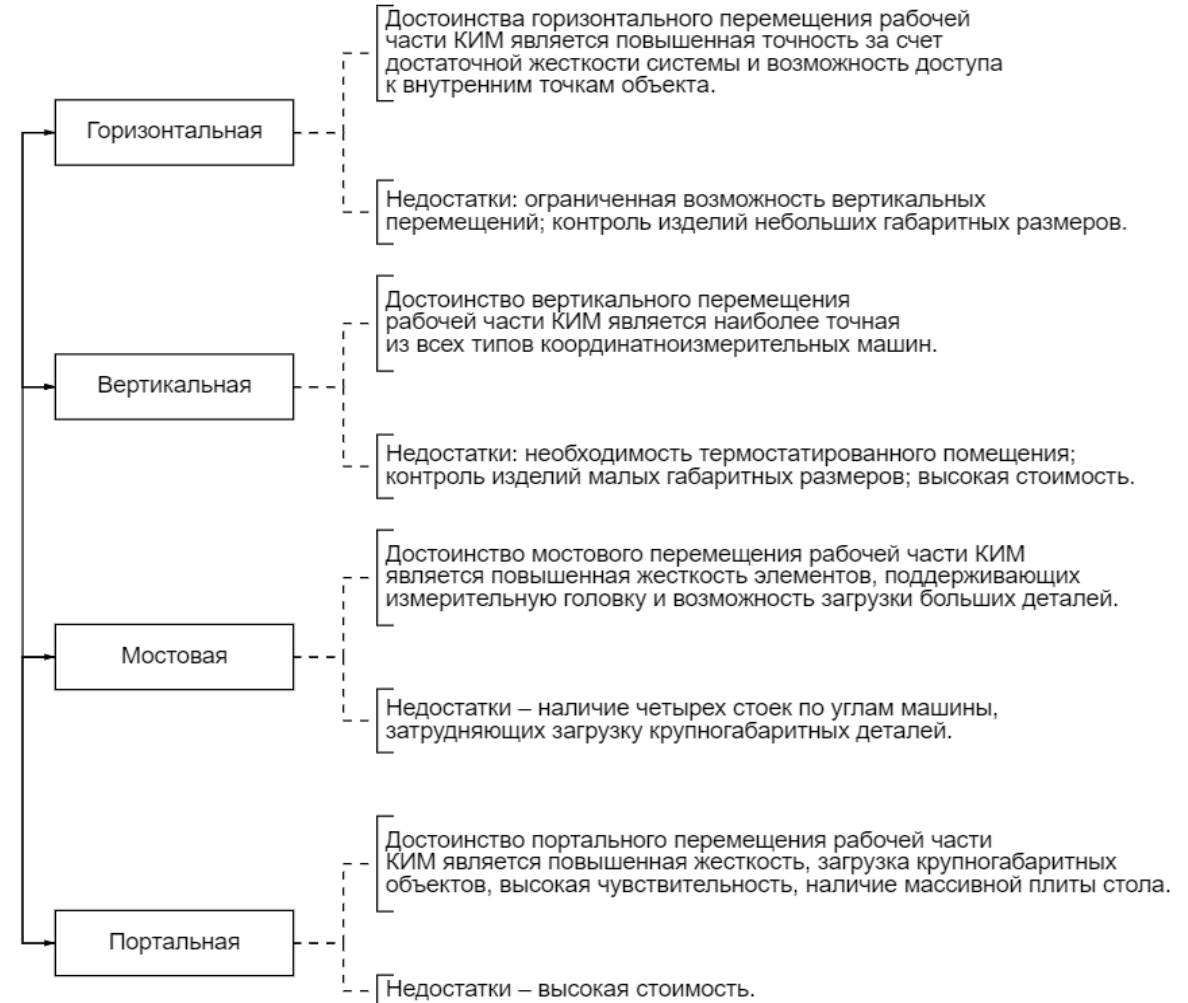 Достоинства горизонтального перемещения рабочей
части КИМ является повышенная точность за счет
достаточной жесткости системы и возможность доступа
к внутренним точкам объекта.
Горизонтальная
Недостатки: ограниченная возможность вертикальных
перемещений; контроль изделий небольших габаритных размеров.
Достоинство вертикального перемещения
рабочей части КИМ является наиболее точная
из всех типов координатноизмерительных машин.
Вертикальная
Недостатки: необходимость термостатированного помещения;
контроль изделий малых габаритных размеров; высокая стоимость.
Достоинство мостового перемещения рабочей части КИМ
является повышенная жесткость элементов, поддерживающих
измерительную головку и возможность загрузки больших деталей.
Мостовая
Недостатки – наличие четырех стоек по углам машины,
затрудняющих загрузку крупногабаритных деталей.
Достоинство портального перемещения рабочей части
КИМ является повышенная жесткость, загрузка крупногабаритных
объектов, высокая чувствительность, наличие массивной плиты стола.
Портальная
Недостатки – высокая стоимость.